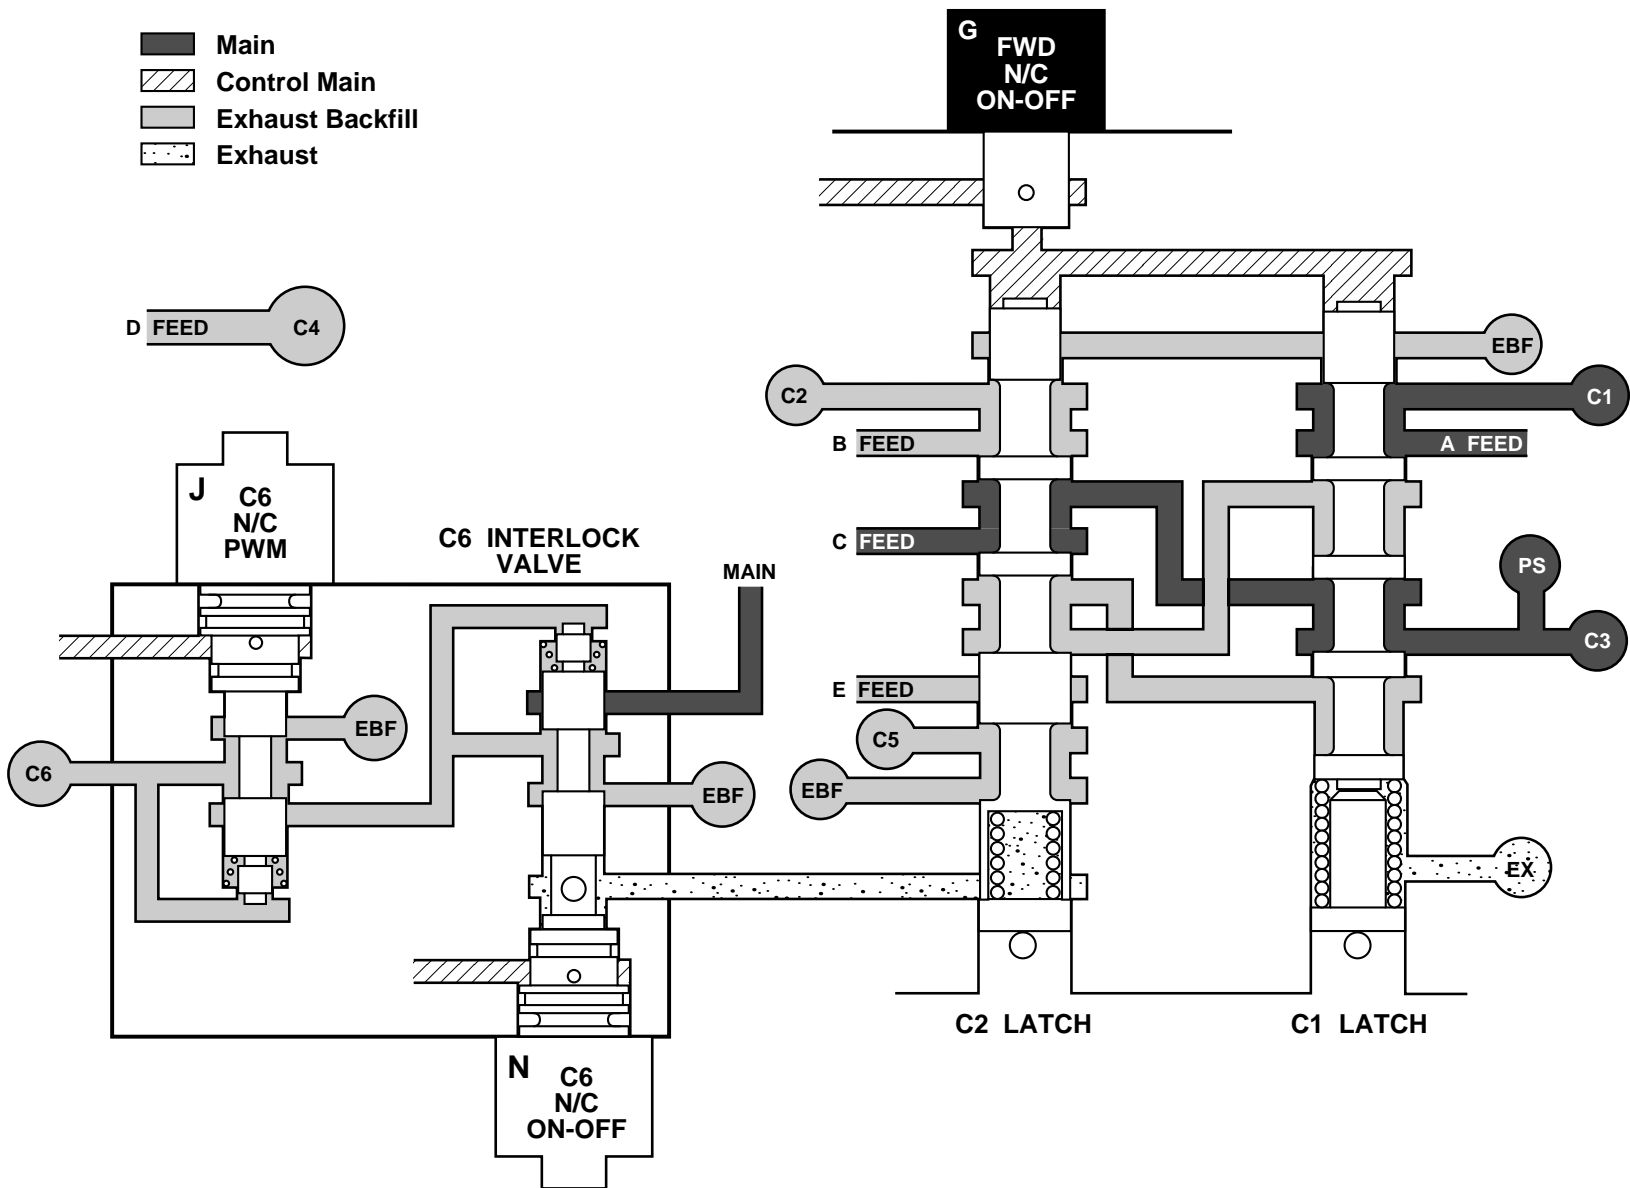 Main
Control Main
Exhaust Backfill
Exhaust
G
FWD
N/C
ON-OFF
D FEED
C4
EBF
C2
C1
B FEED
A FEED
J
C6
N/C
PWM
C6 INTERLOCK
VALVE
MAIN
C FEED
PS
C3
E FEED
C5
EBF
C6
EBF
EBF
EX
C2 LATCH
C1 LATCH
N
C6
N/C
ON-OFF